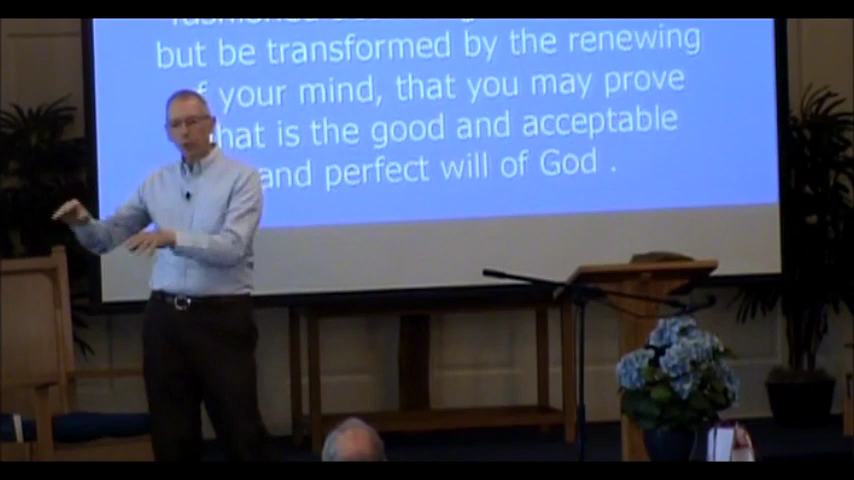 but be transformed by the renewing
of your mind, that you may prove
what is the good and acceptable
and perfect will of God .